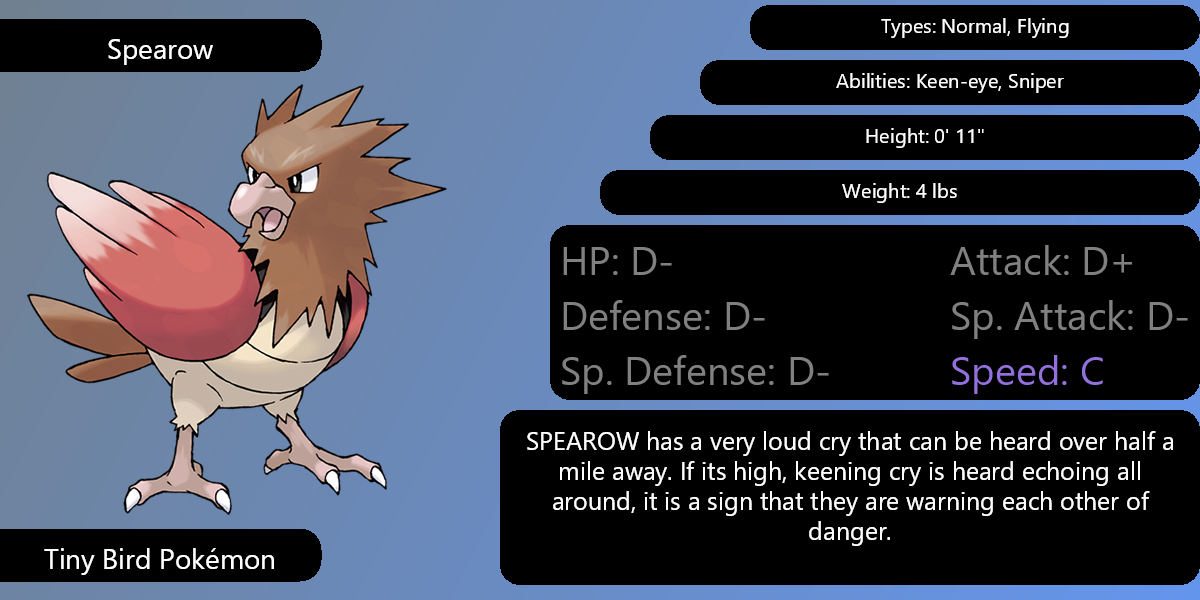 Spearow
Types: Normal, Flying
Abilities: Keen-eye, Sniper
Height: 0' 11"
Weight: 4 lbs
HP: D-
Attack: D+
Defense: D-
Sp. Attack: D-
Sp. Defense: D-
Speed: C
SPEAROW has a very loud cry that can be heard over half a
mile away. If its high, keening cry is heard echoing all
around, it is a sign that they are warning each other of
danger.
Tiny Bird Pokémon